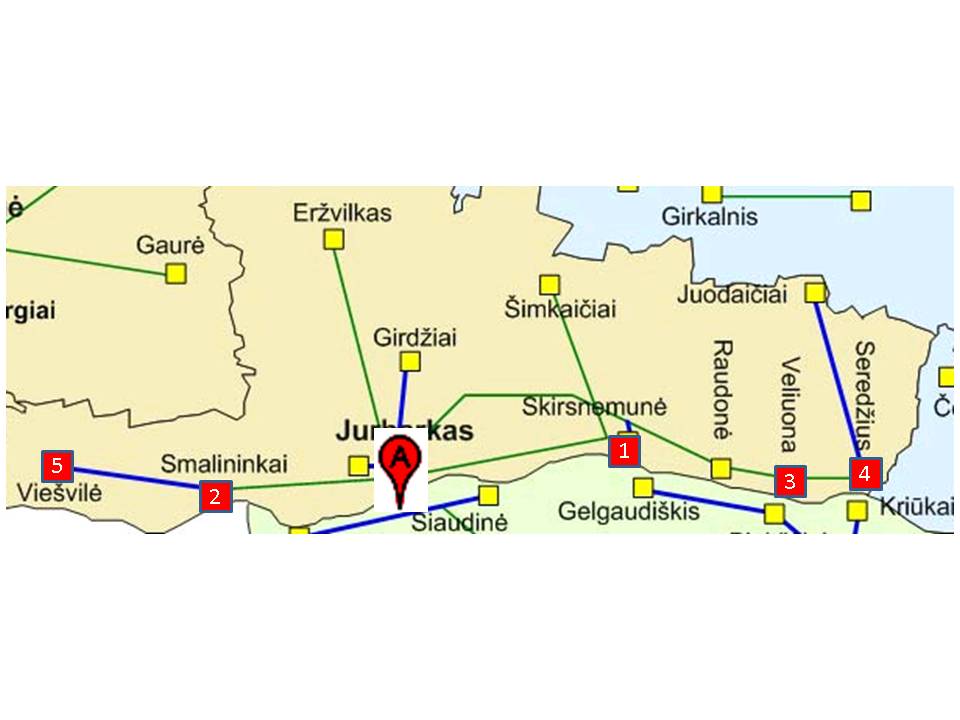 Eržvilkas
Girkalnis
ė
Gaurė
Šimkaičiai
Juodaičiai
rgiai
Girdžiai
Raudonė
Veliuona
Seredžius
Skirsnemunė
Č
A
1
5
Smalininkai
2
3
4
Viešvilė
Siaudinė
Gelgaudiškis
Kriūkai